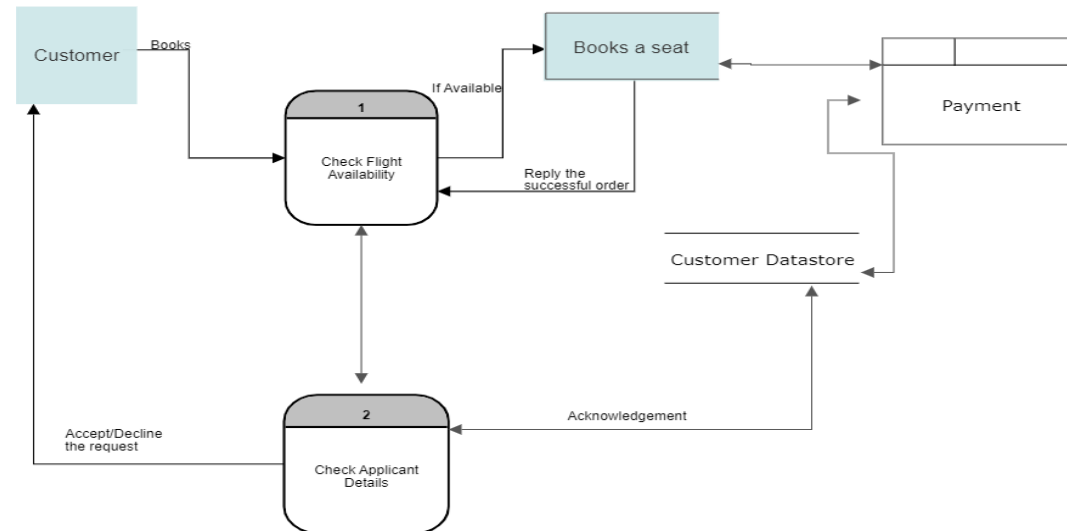 Customer
Books
Books a seat
If Available
Payment
1
Check Flight
Availability
Reply the
successful order
Customer Datastore
2
Check Applicant
Details
Acknowledgement
Accept/Decline
the request